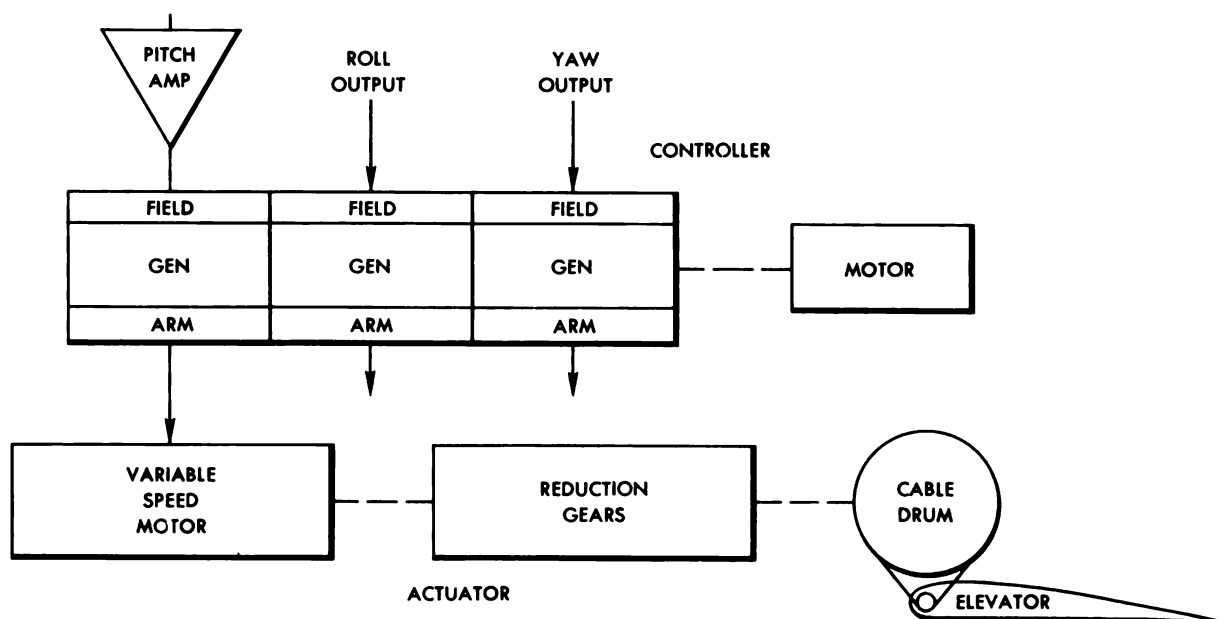 PITCH
AMP
ROLL
OUTPUT
YAW
OUTPUT
CONTROLLER
FIELD
FIELD
FIELD
GEN
GEN
GEN
MOTOR
ARM
ARM
ARM
VARIABLE
SPEED
MOTOR
REDUCTION
GEARS
CABLE
DRUM
ACTUATOR
ELEVATOR